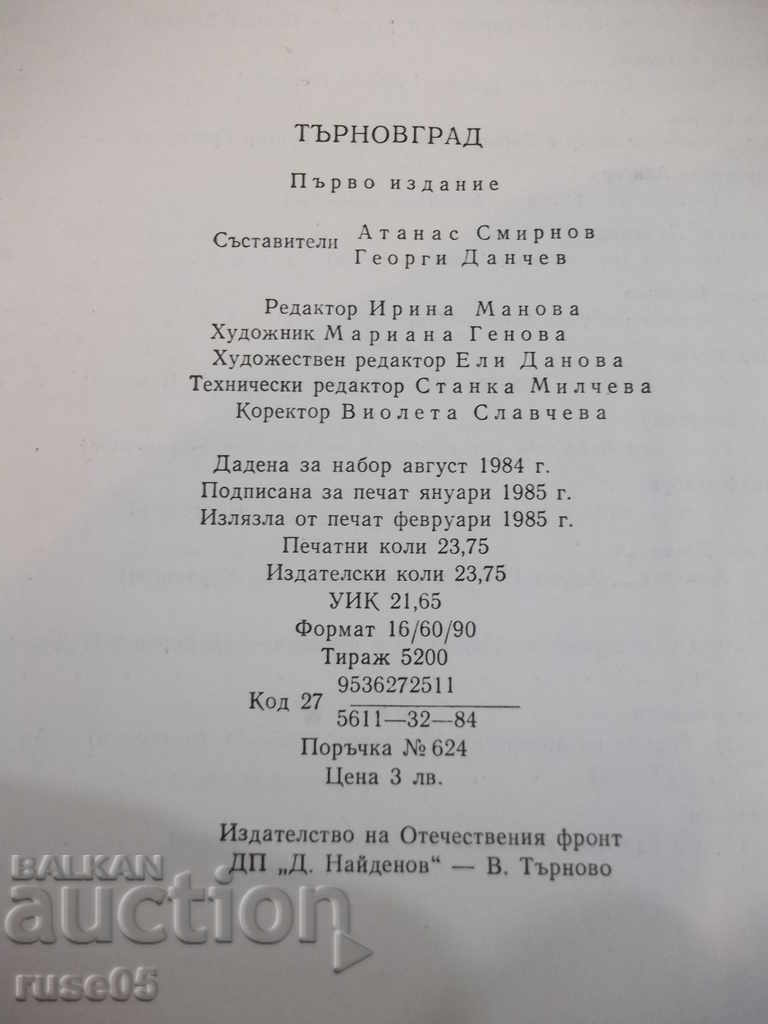 ТЪРНОВГРАД
Първо издание
Съставители Атанас Смирнов
Георги Данчев
Редактор Ирина Манова
Художник Мариана Генова
Художествен редактор Ели Данова
Технически редактор Станка Милчева
Коректор Виолета Славчева
Дадена за набор август 1984 г.
Подписана за печат януари 1985 г.
Излязла от печат февруари 1985 г.
Печатни коли 23,75
Издателски коли 23,75
УИК 21,65
Формат 16/60/90
Тираж 5200
9536272511
Код 27
5611—32—84
Поръчка № 624
Цена 3 лв.
Издателство на Отечествения фронт
ДП „Д. Найденов“ — В. Търново
BALKAN
auction
ruse05